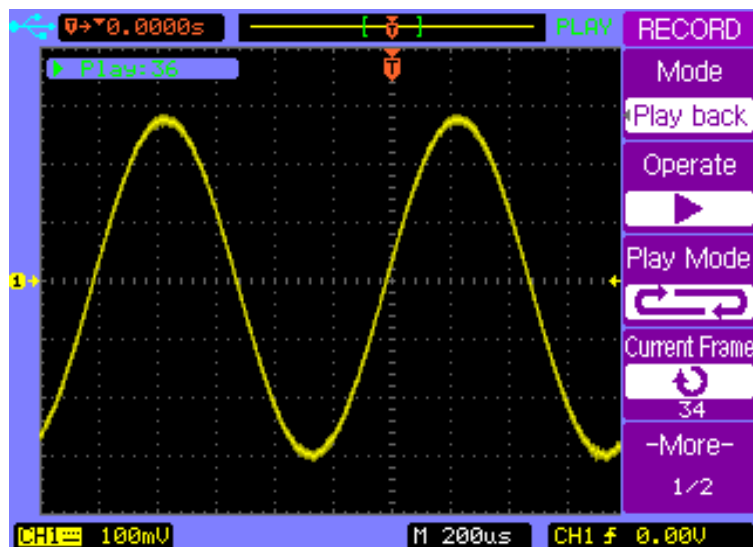 T→▼0.0000s
[ T ]
PLAY
RECORD
Play:36
T
Mode
Play back
Operate
Play Mode
1
Current Frame
34
-More-
1/2
CH1 100mV
M 200us
CH1 0.00V